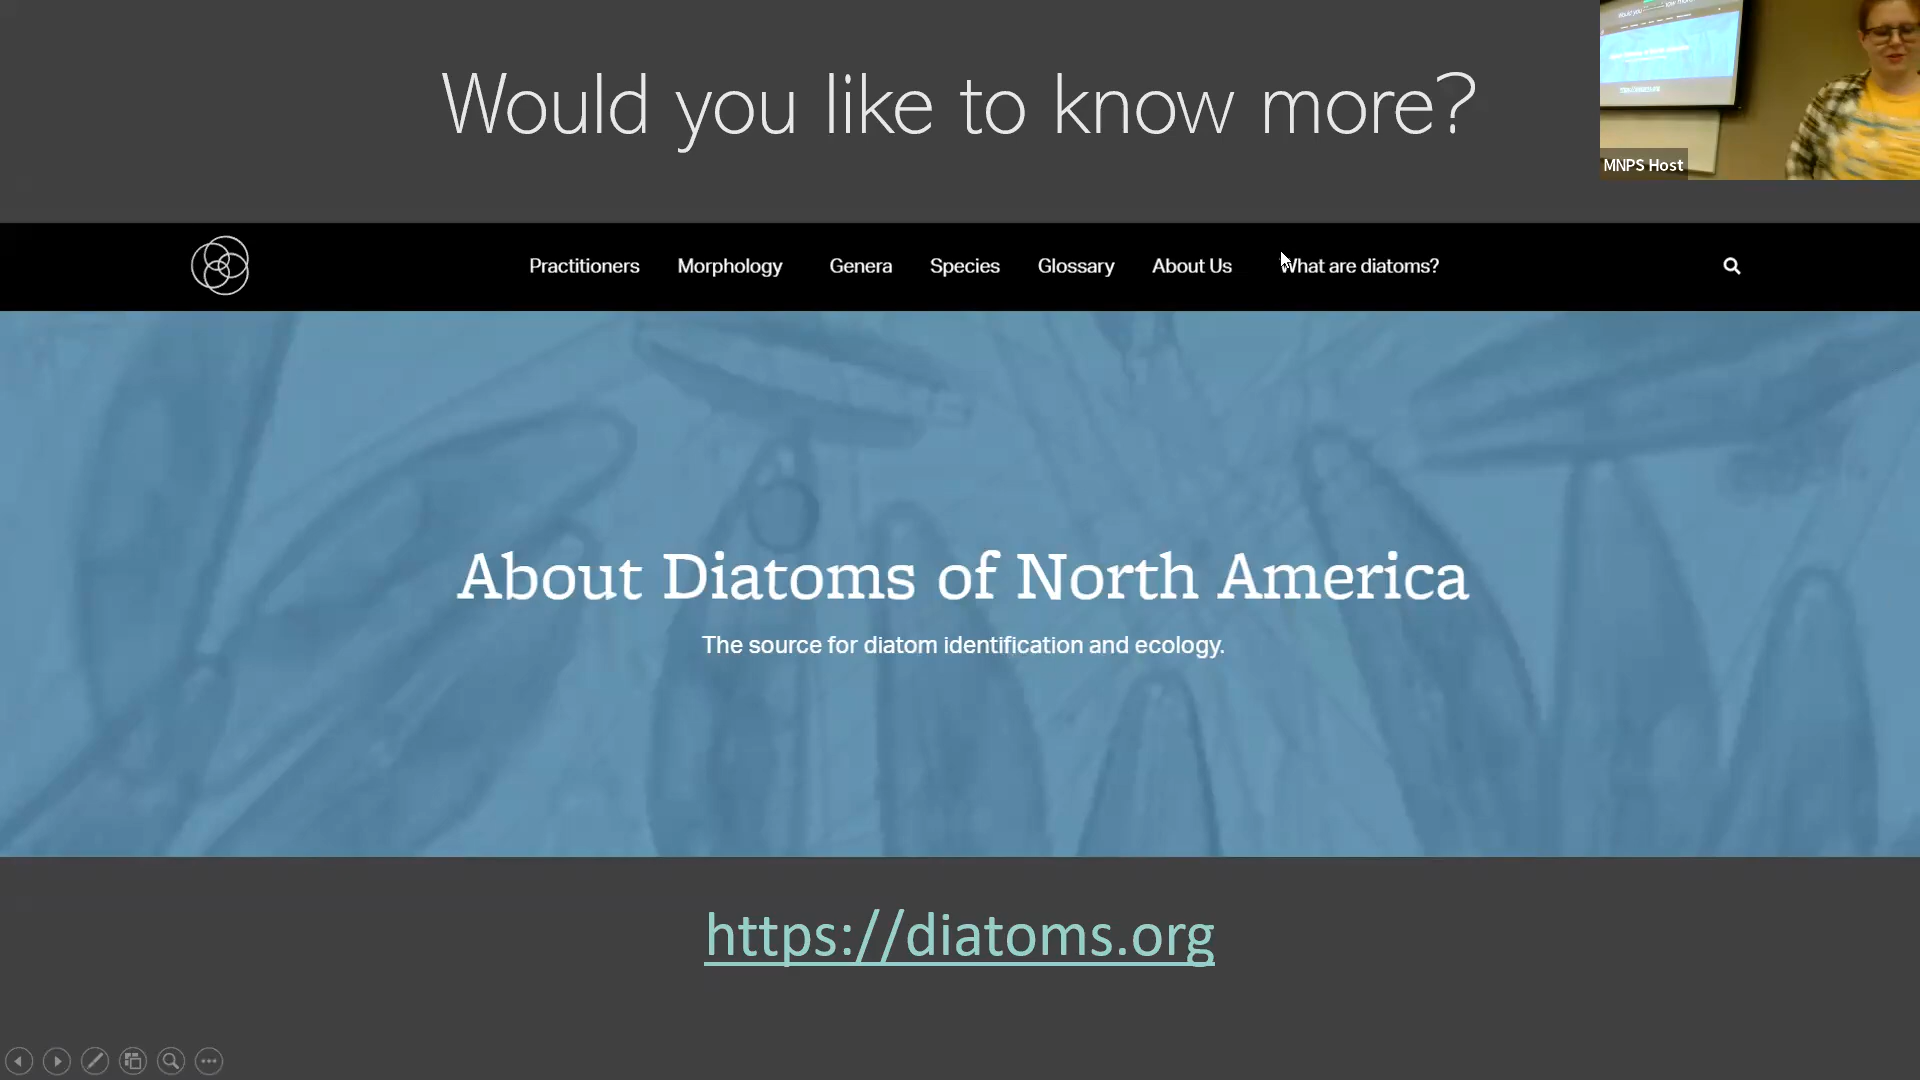 Would you like to know more?
MNPS Host
Practitioners Morphology Genera Species Glossary About Us What are diatoms?
About Diatoms of North America
The source for diatom identification and ecology.
https://diatoms.org